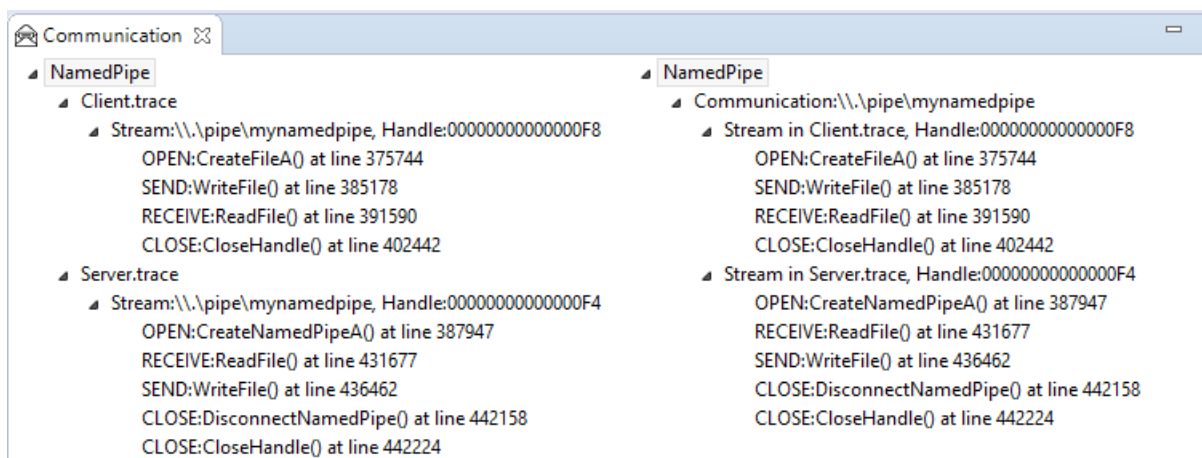 Communication
NamedPipe
Client.trace
Stream:\\.\pipe\mynamedpipe, Handle:00000000000000F8
OPEN:CreateFileA() at line 375744
SEND:WriteFile() at line 385178
RECEIVE:ReadFile() at line 391590
CLOSE:CloseHandle() at line 402442
Server.trace
Stream:\\.\pipe\mynamedpipe, Handle:00000000000000F4
OPEN:CreateNamedPipeA() at line 387947
RECEIVE:ReadFile() at line 431677
SEND:WriteFile() at line 436462
CLOSE:DisconnectNamedPipe() at line 442158
CLOSE:CloseHandle() at line 442224
NamedPipe
Communication:\\.\pipe\mynamedpipe
Stream in Client.trace, Handle:00000000000000F8
OPEN:CreateFileA() at line 375744
SEND:WriteFile() at line 385178
RECEIVE:ReadFile() at line 391590
CLOSE:CloseHandle() at line 402442
Stream in Server.trace, Handle:00000000000000F4
OPEN:CreateNamedPipeA() at line 387947
RECEIVE:ReadFile() at line 431677
SEND:WriteFile() at line 436462
CLOSE:DisconnectNamedPipe() at line 442158
CLOSE:CloseHandle() at line 442224